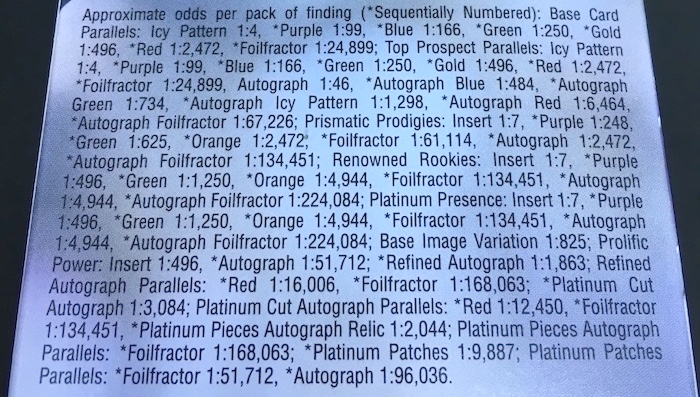 Approximate odds per pack of finding (*Sequentially Numbered): Base Card
Parallels: Icy Pattern 1:4, *Purple 1:99, *Blue 1:166, *Green 1:250, *Gold
1:496, *Red 1:2,472, *Foilfractor 1:24,899; Top Prospect Parallels: Icy Pattern
1:4, *Purple 1:99, *Blue 1:166, *Green 1:250, *Gold 1:496, *Red 1:2,472,
*Foilfractor 1:24,899, Autograph 1:46, *Autograph Blue 1:484, *Autograph
Green 1:734, *Autograph Icy Pattern 1:1,298, *Autograph Red 1:6,464,
*Autograph Foilfractor 1:67,226; Prismatic Prodigies: Insert 1:7, *Purple 1:248,
*Green 1:625, *Orange 1:2,472, *Foilfractor 1:61,114, *Autograph 1:2,472,
*Autograph Foilfractor 1:134,451; Renowned Rookies: Insert 1:7, *Purple
1:496, *Green 1:1,250, *Orange 1:4,944, *Foilfractor 1:134,451, *Autograph
1:4,944, *Autograph Foilfractor 1:224,084; Platinum Presence: Insert 1:7, *Purple
1:496, *Green 1:1,250, *Orange 1:4,944, *Foilfractor 1:134,451, *Autograph
1:4,944, *Autograph Foilfractor 1:224,084; Base Image Variation 1:825; Prolific
Power: Insert 1:496, *Autograph 1:51,712; *Refined Autograph 1:1,863; Refined
Autograph Parallels: *Red 1:16,006, *Foilfractor 1:168,063; *Platinum Cut
Autograph 1:3,084; Platinum Cut Autograph Parallels: *Red 1:12,450, *Foilfractor
1:134,451, *Platinum Pieces Autograph Relic 1:2,044; Platinum Pieces Autograph
Parallels: *Foilfractor 1:168,063; *Platinum Patches 1:9,887; Platinum Patches
Parallels: *Foilfractor 1:51,712, *Autograph 1:96,036.